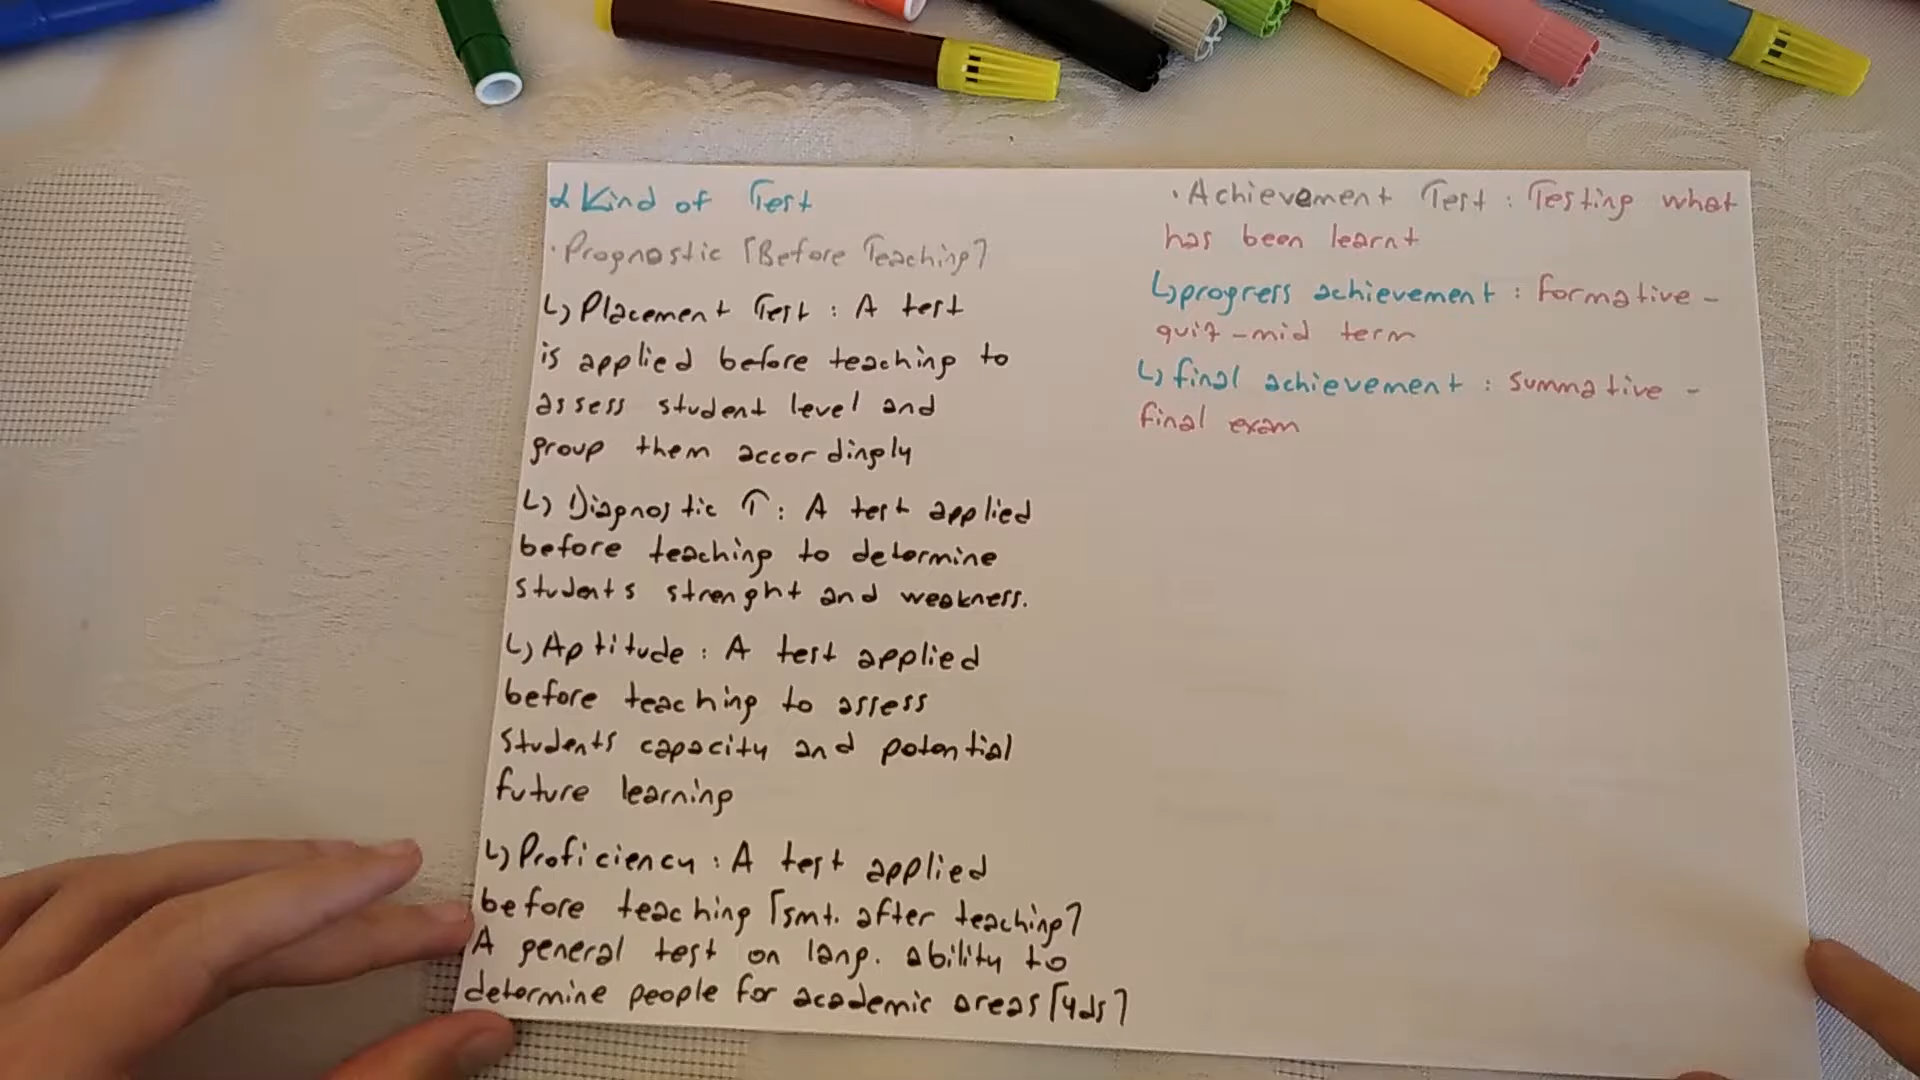 α Kind of Test
· Prognostic [Before Teaching]
↳ Placement Test : A test
is applied before teaching to
assess student level and
group them accordingly
↳ Diagnostic T : A test applied
before teaching to determine
students strenght and weakness.
↳ Aptitude : A test applied
before teaching to assess
students capacity and potential
future learning
↳ Proficiency : A test applied
before teaching [smt. after teaching]
A general test on lang. ability to
determine people for academic areas [yds]
· Achievement Test : Testing what
has been learnt
↳ progress achievement : formative -
quiz - mid term
↳ final achievement : summative -
final exam